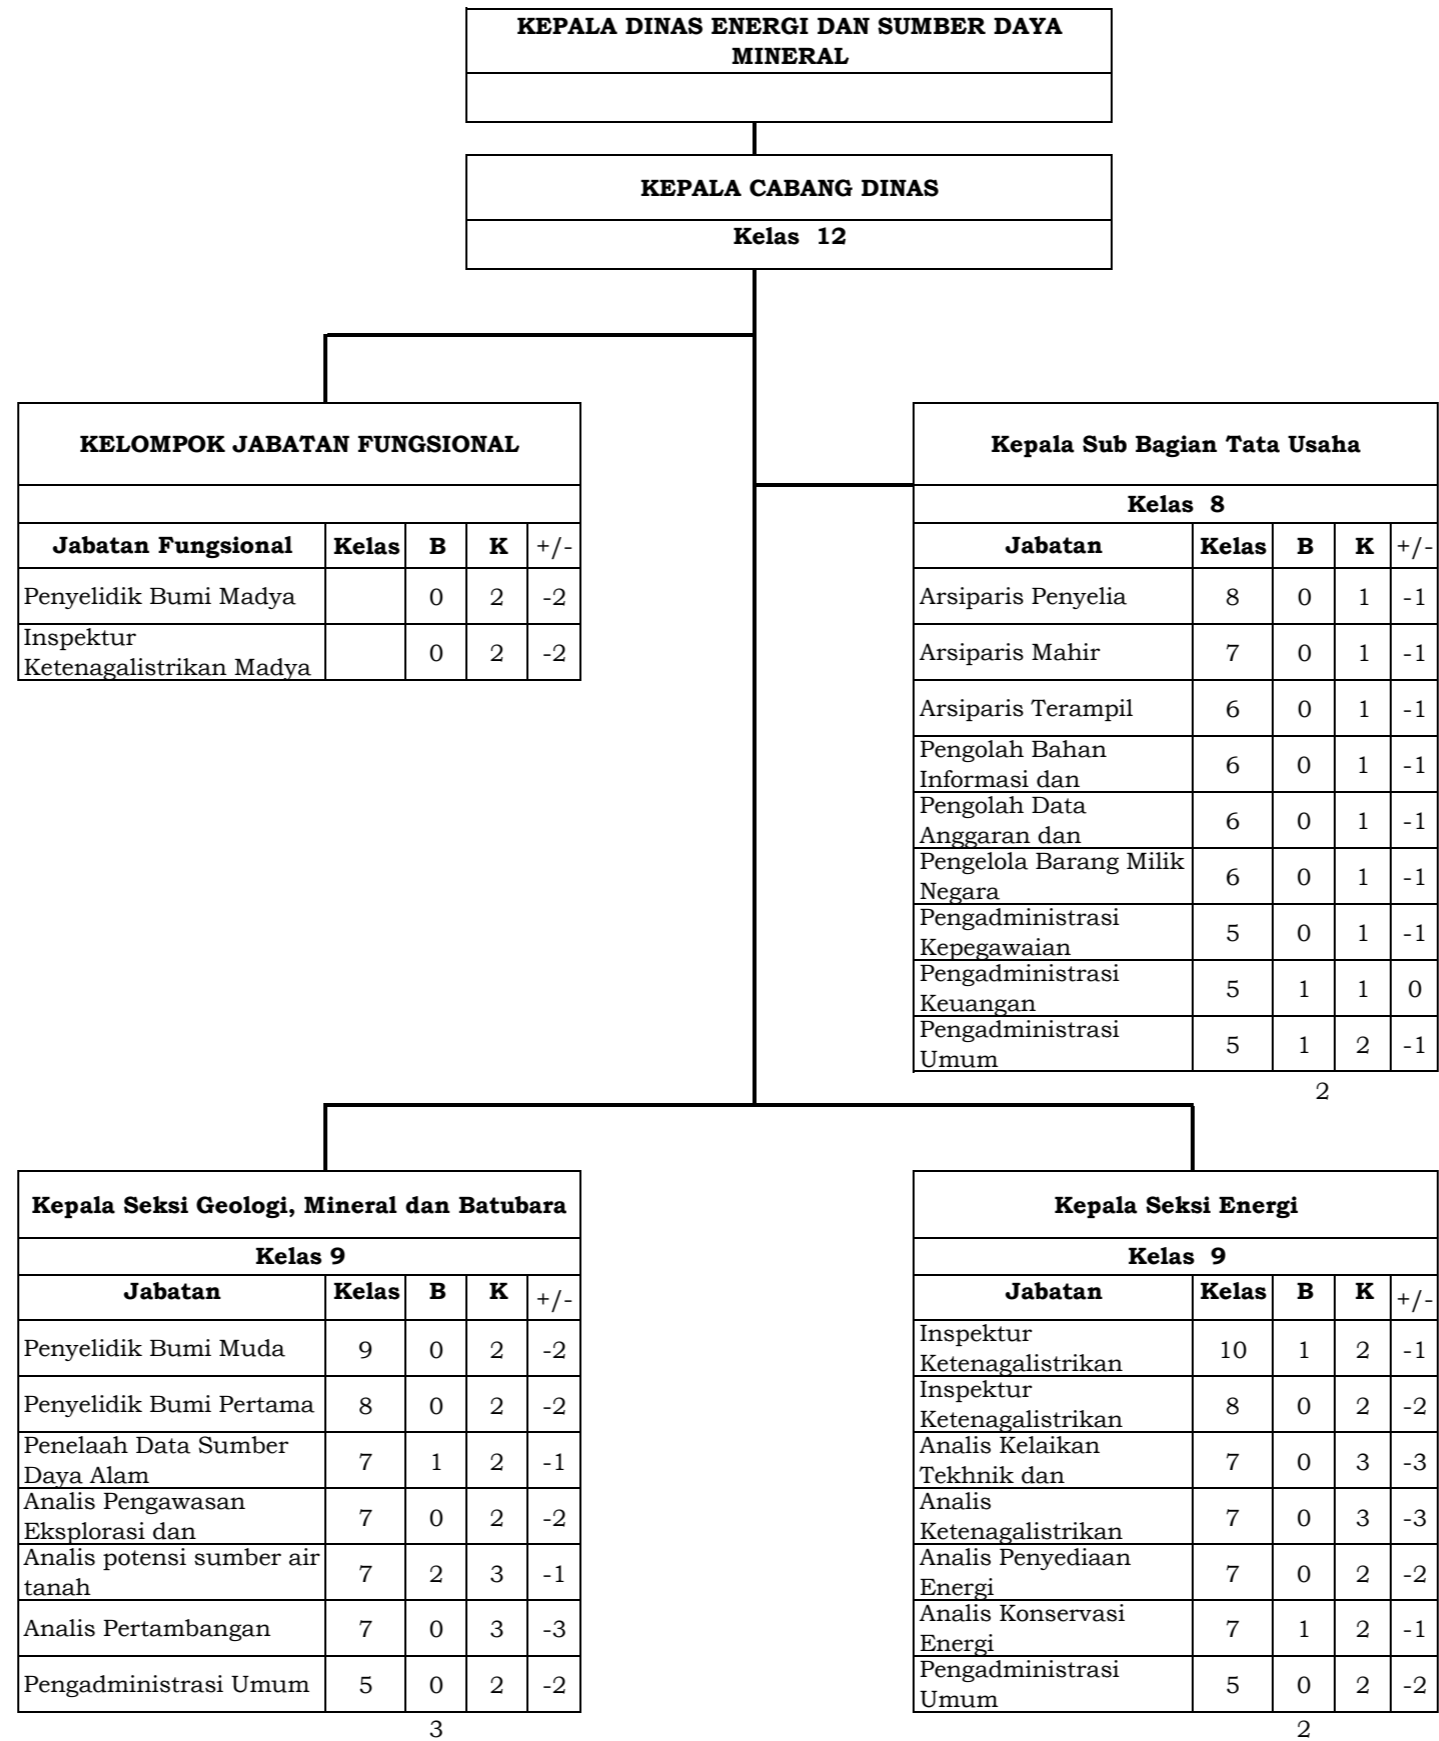 KEPALA DINAS ENERGI DAN SUMBER DAYA
MINERAL
KEPALA CABANG DINAS
Kelas 12
KELOMPOK JABATAN FUNGSIONAL
Jabatan Fungsional Kelas B K +/-
Penyelidik Bumi Madya 0 2 -2
Inspektur
Ketenagalistrikan Madya 0 2 -2
Kepala Sub Bagian Tata Usaha
Kelas 8
Jabatan Kelas B K +/-
Arsiparis Penyelia 8 0 1 -1
Arsiparis Mahir 7 0 1 -1
Arsiparis Terampil 6 0 1 -1
Pengolah Bahan
Informasi dan 6 0 1 -1
Pengolah Data
Anggaran dan 6 0 1 -1
Pengelola Barang Milik
Negara 6 0 1 -1
Pengadministrasi
Kepegawaian 5 0 1 -1
Pengadministrasi
Keuangan 5 1 1 0
Pengadministrasi
Umum 5 1 2 -1
2
Kepala Seksi Geologi, Mineral dan Batubara
Kelas 9
Jabatan Kelas B K +/-
Penyelidik Bumi Muda 9 0 2 -2
Penyelidik Bumi Pertama 8 0 2 -2
Penelaah Data Sumber
Daya Alam 7 1 2 -1
Analis Pengawasan
Eksplorasi dan 7 0 2 -2
Analis potensi sumber air
tanah 7 2 3 -1
Analis Pertambangan 7 0 3 -3
Pengadministrasi Umum 5 0 2 -2
3
Kepala Seksi Energi
Kelas 9
Jabatan Kelas B K +/-
Inspektur
Ketenagalistrikan 10 1 2 -1
Inspektur
Ketenagalistrikan 8 0 2 -2
Analis Kelaikan
Tekhnik dan 7 0 3 -3
Analis
Ketenagalistrikan 7 0 3 -3
Analis Penyediaan
Energi 7 0 2 -2
Analis Konservasi
Energi 7 1 2 -1
Pengadministrasi
Umum 5 0 2 -2
2